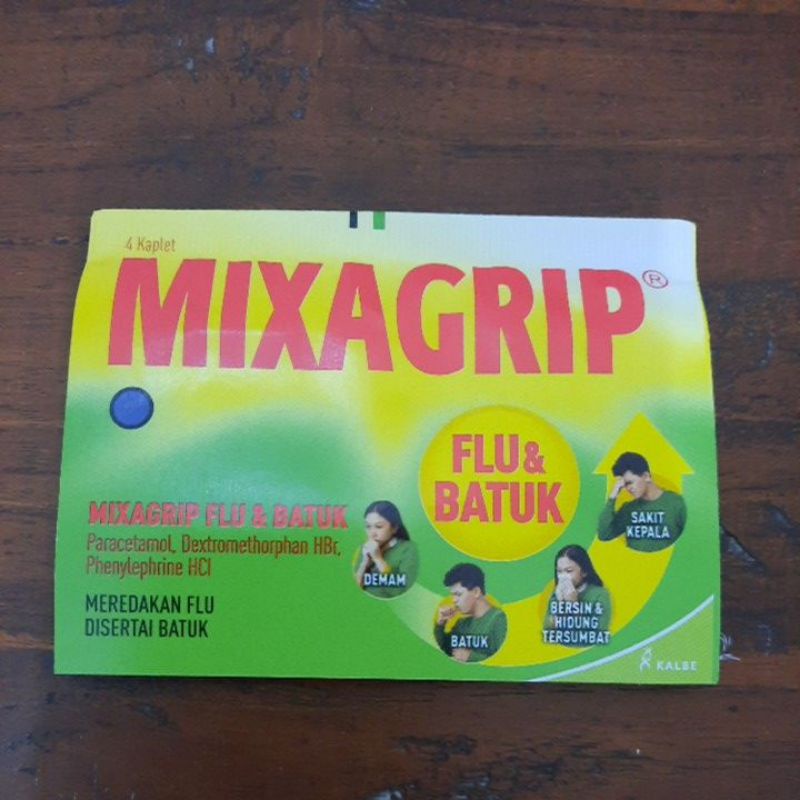 4 Kaplet
MIXAGRIP®
FLU &
BATUK
MIXAGRIP FLU & BATUK
Paracetamol, Dextromethorphan HBr,
Phenylephrine HCl
MEREDAKAN FLU
DISERTAI BATUK
DEMAM
BATUK
BERSIN &
HIDUNG
TERSUMBAT
SAKIT
KEPALA
KALBE